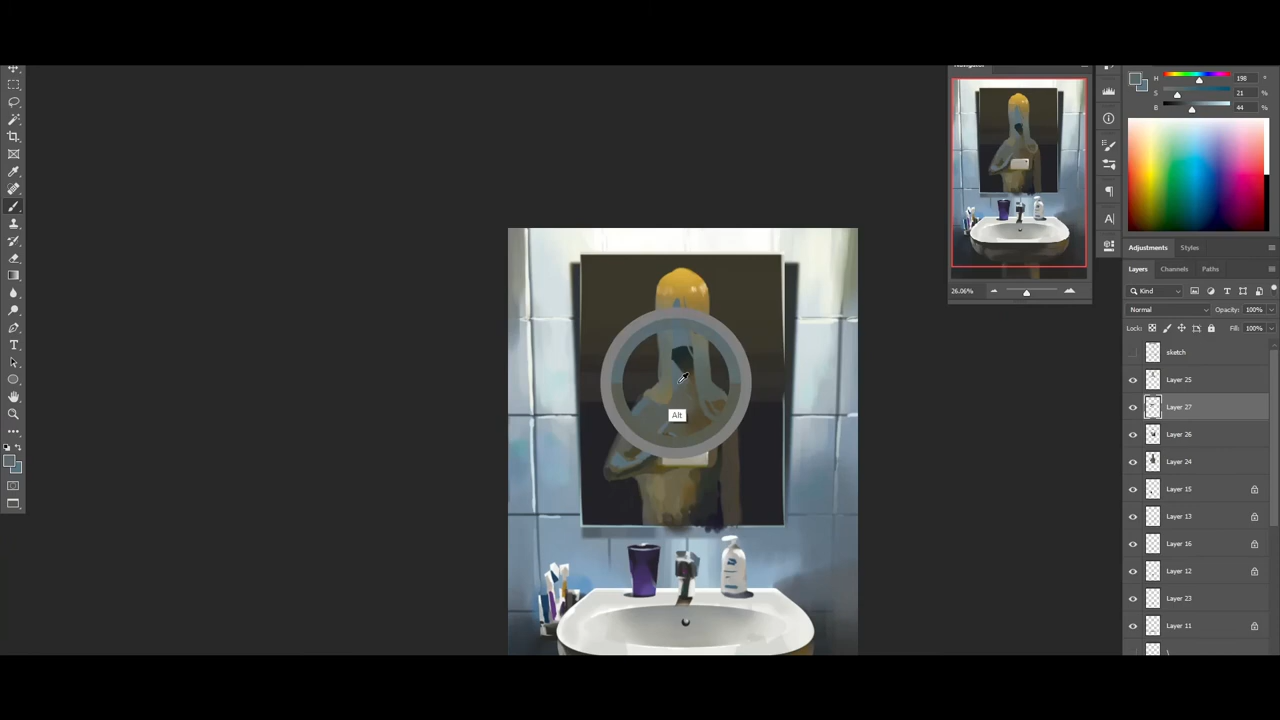 H 198 °
S 21 %
B 44 %
26.06%
Adjustments Styles
Layers Channels Paths
Kind
Normal Opacity: 100%
Lock: Fill: 100%
sketch
Layer 25
Layer 27
Layer 26
Layer 24
Layer 15
Layer 13
Layer 16
Layer 12
Layer 23
Layer 11
Alt